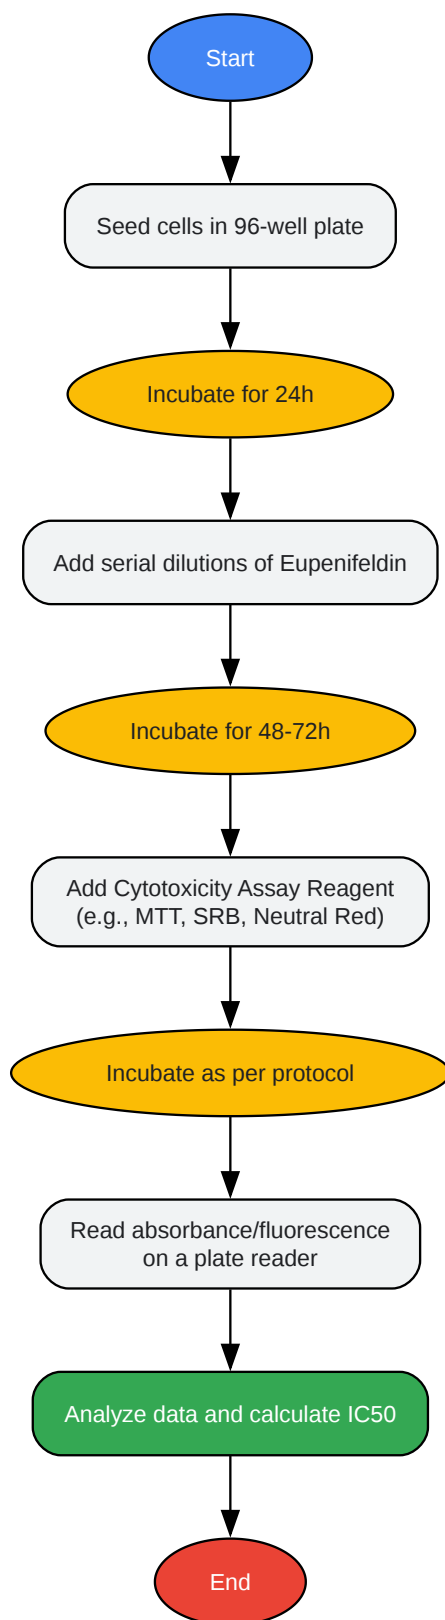 Start
Seed cells in 96-well plate
Incubate for 24h
Add serial dilutions of Eupenifeldin
Incubate for 48-72h
Add Cytotoxicity Assay Reagent
(e.g., MTT, SRB, Neutral Red)
Incubate as per protocol
Read absorbance/fluorescence
on a plate reader
Analyze data and calculate IC50
End